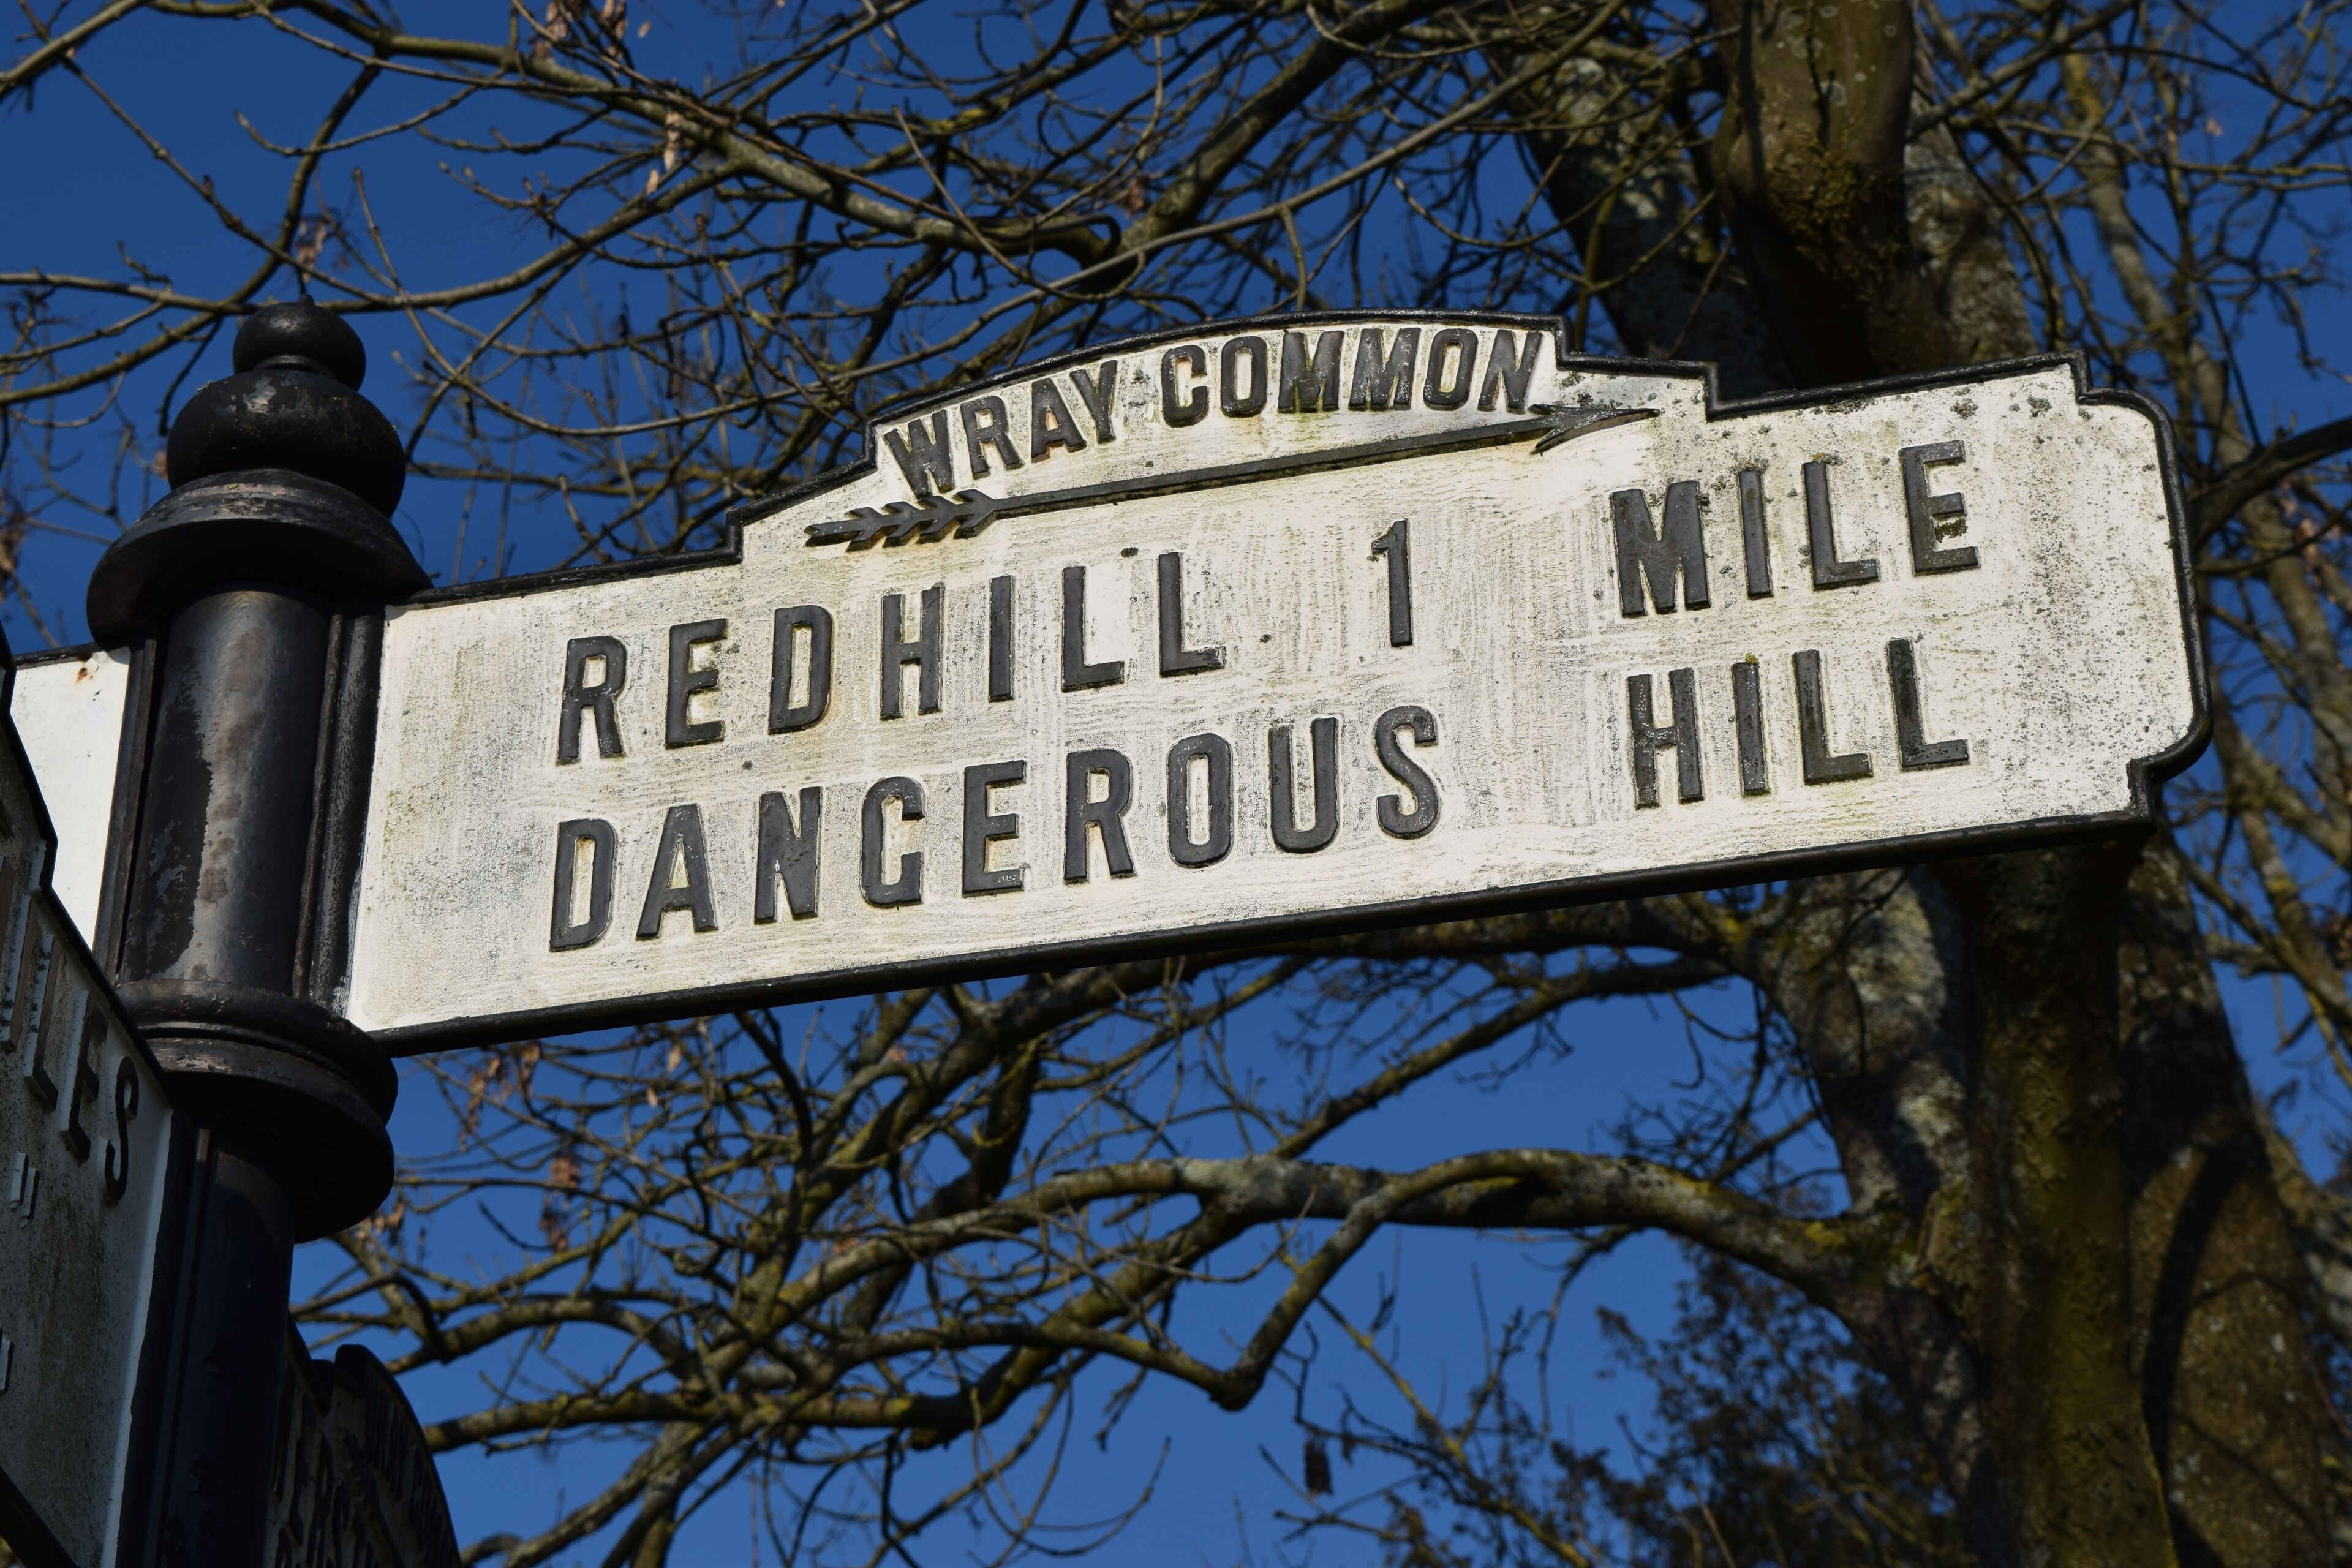 WRAY COMMON
REDHILL 1 MILE
DANGEROUS HILL